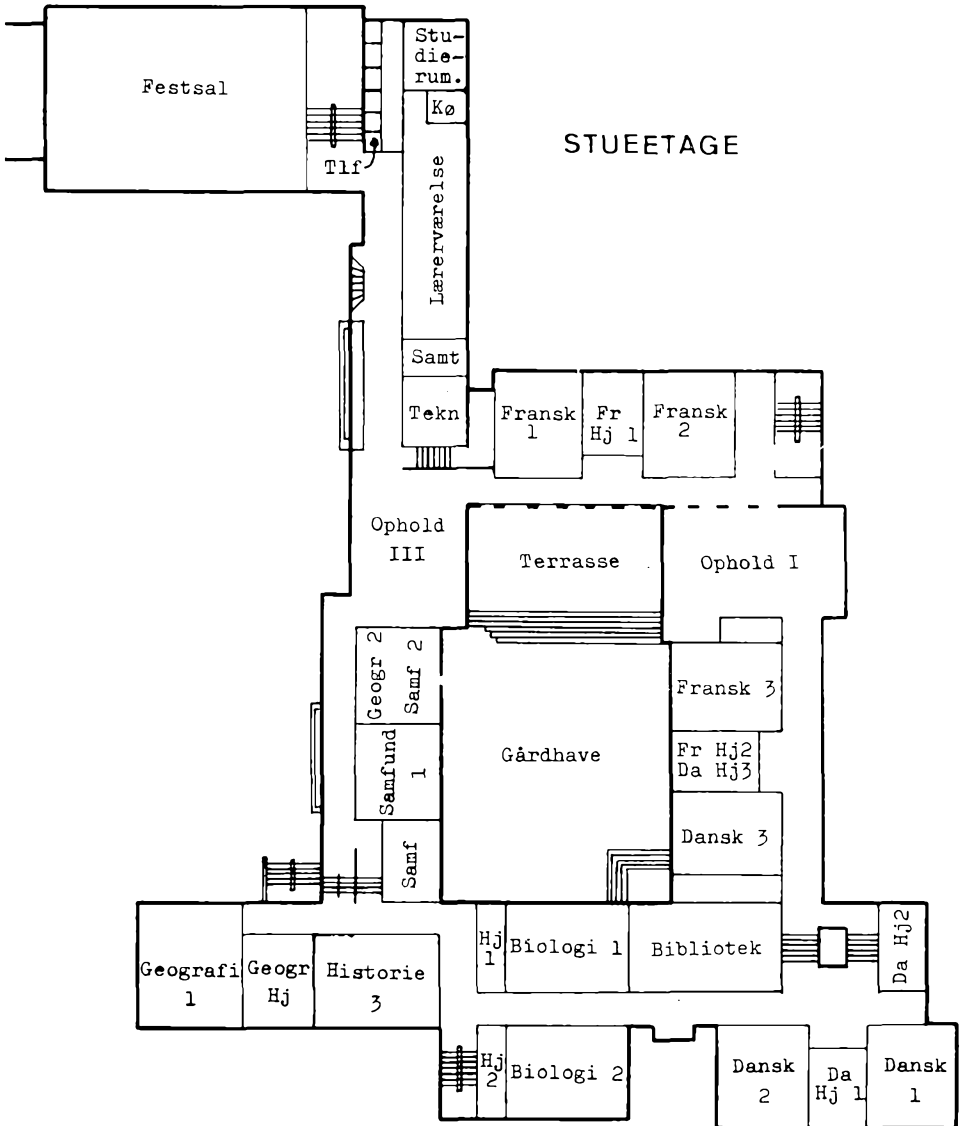 Stu-
die-
rum.
Festsal
Kø
STUEETAGE
Tlf
Lærerværelse
Samt
Tekn
Fransk
1
Fr
Hj 1
Fransk
2
Ophold
III
Terrasse
Ophold I
Geogr 2
Samf 2
Fransk 3
Samfund
1
Gårdhave
Fr Hj2
Da Hj3
Dansk 3
Samf
Geografi
1
Geogr
Hj
Historie
3
Hj
1
Biologi 1
Bibliotek
Da Hj2
Hj
2
Biologi 2
Dansk
2
Da
Hj 1
Dansk
1